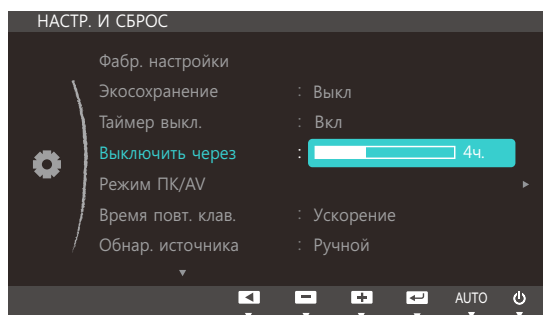 НАСТР. И СБРОС
Фабр. настройки
Экосохранение : Выкл
Таймер выкл. : Вкл
Выключить через : 4ч.
Режим ПК/AV
Время повт. клав. : Ускорение
Обнар. источника : Ручной
AUTO